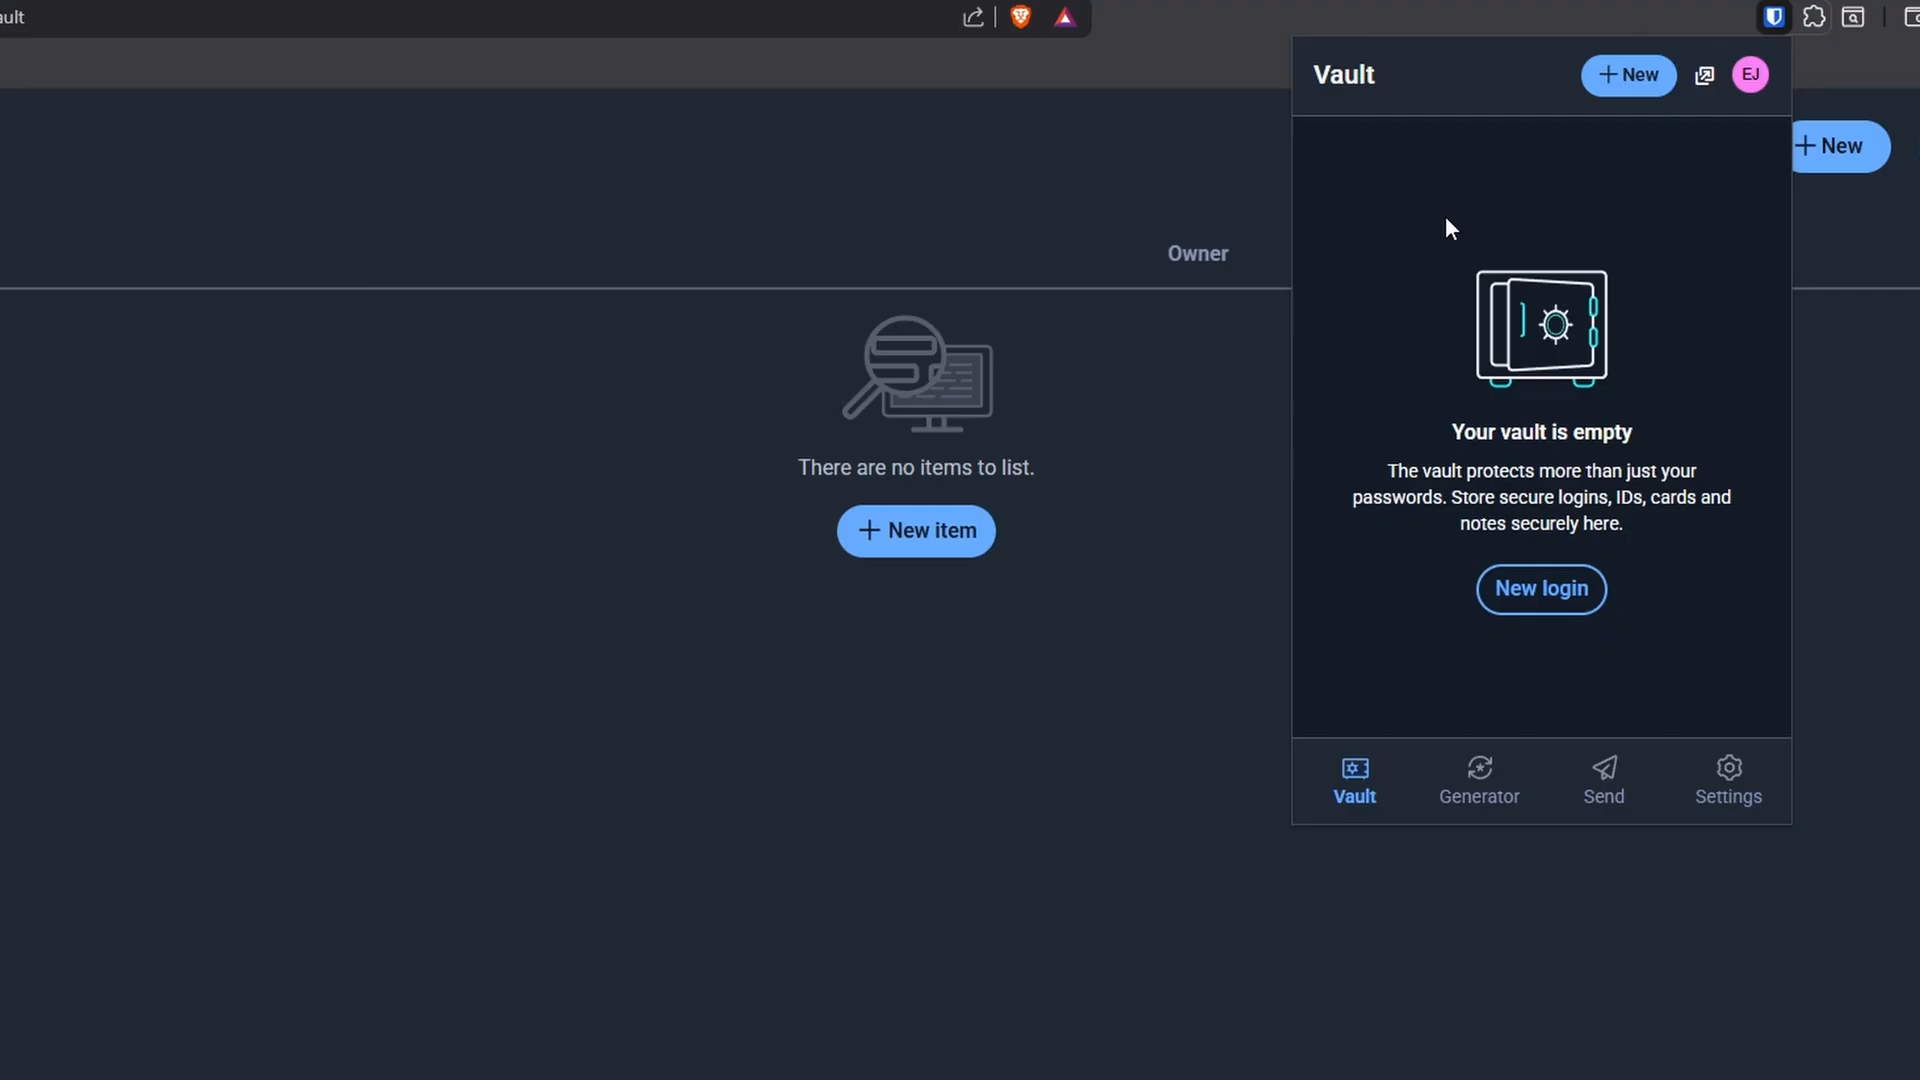 ault
Vault
New
EJ
New
Owner
There are no items to list.
New item
Your vault is empty
The vault protects more than just your
passwords. Store secure logins, IDs, cards and
notes securely here.
New login
Vault
Generator
Send
Settings